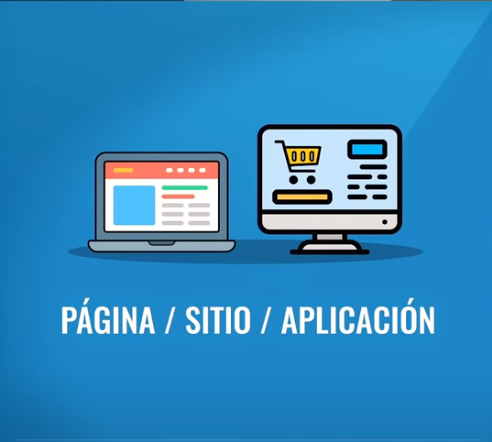 PÁGINA / SITIO / APLICACIÓN